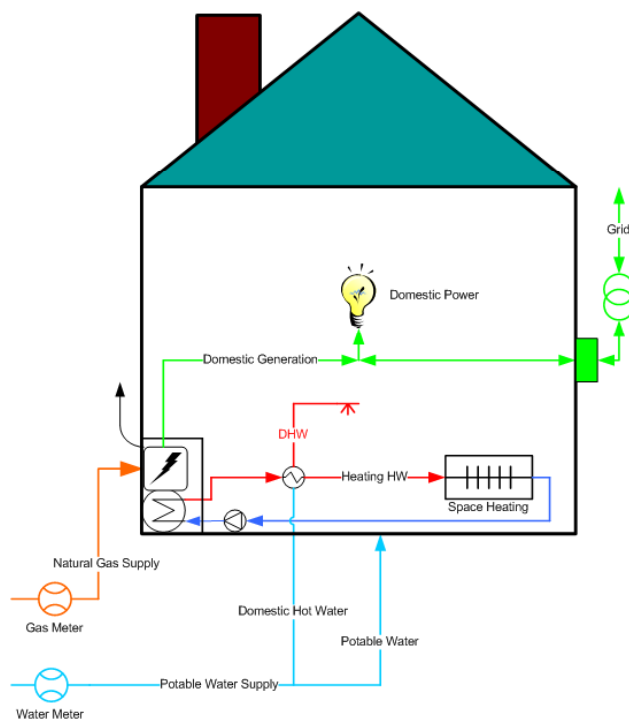 Grid
Domestic Power
Domestic Generation
DHW
Heating HW
Space Heating
Natural Gas Supply
Domestic Hot Water
Gas Meter
Potable Water
Potable Water Supply
Water Meter